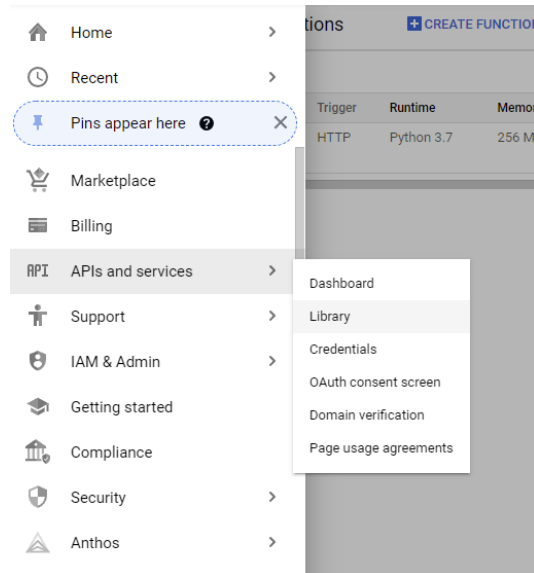 Home
tions
CREATE FUNCTION
Recent
Pins appear here ?
Trigger Runtime Memor
HTTP Python 3.7 256 M
Marketplace
Billing
API APIs and services
Dashboard
Library
Credentials
OAuth consent screen
Domain verification
Page usage agreements
Support
IAM & Admin
Getting started
Compliance
Security
Anthos